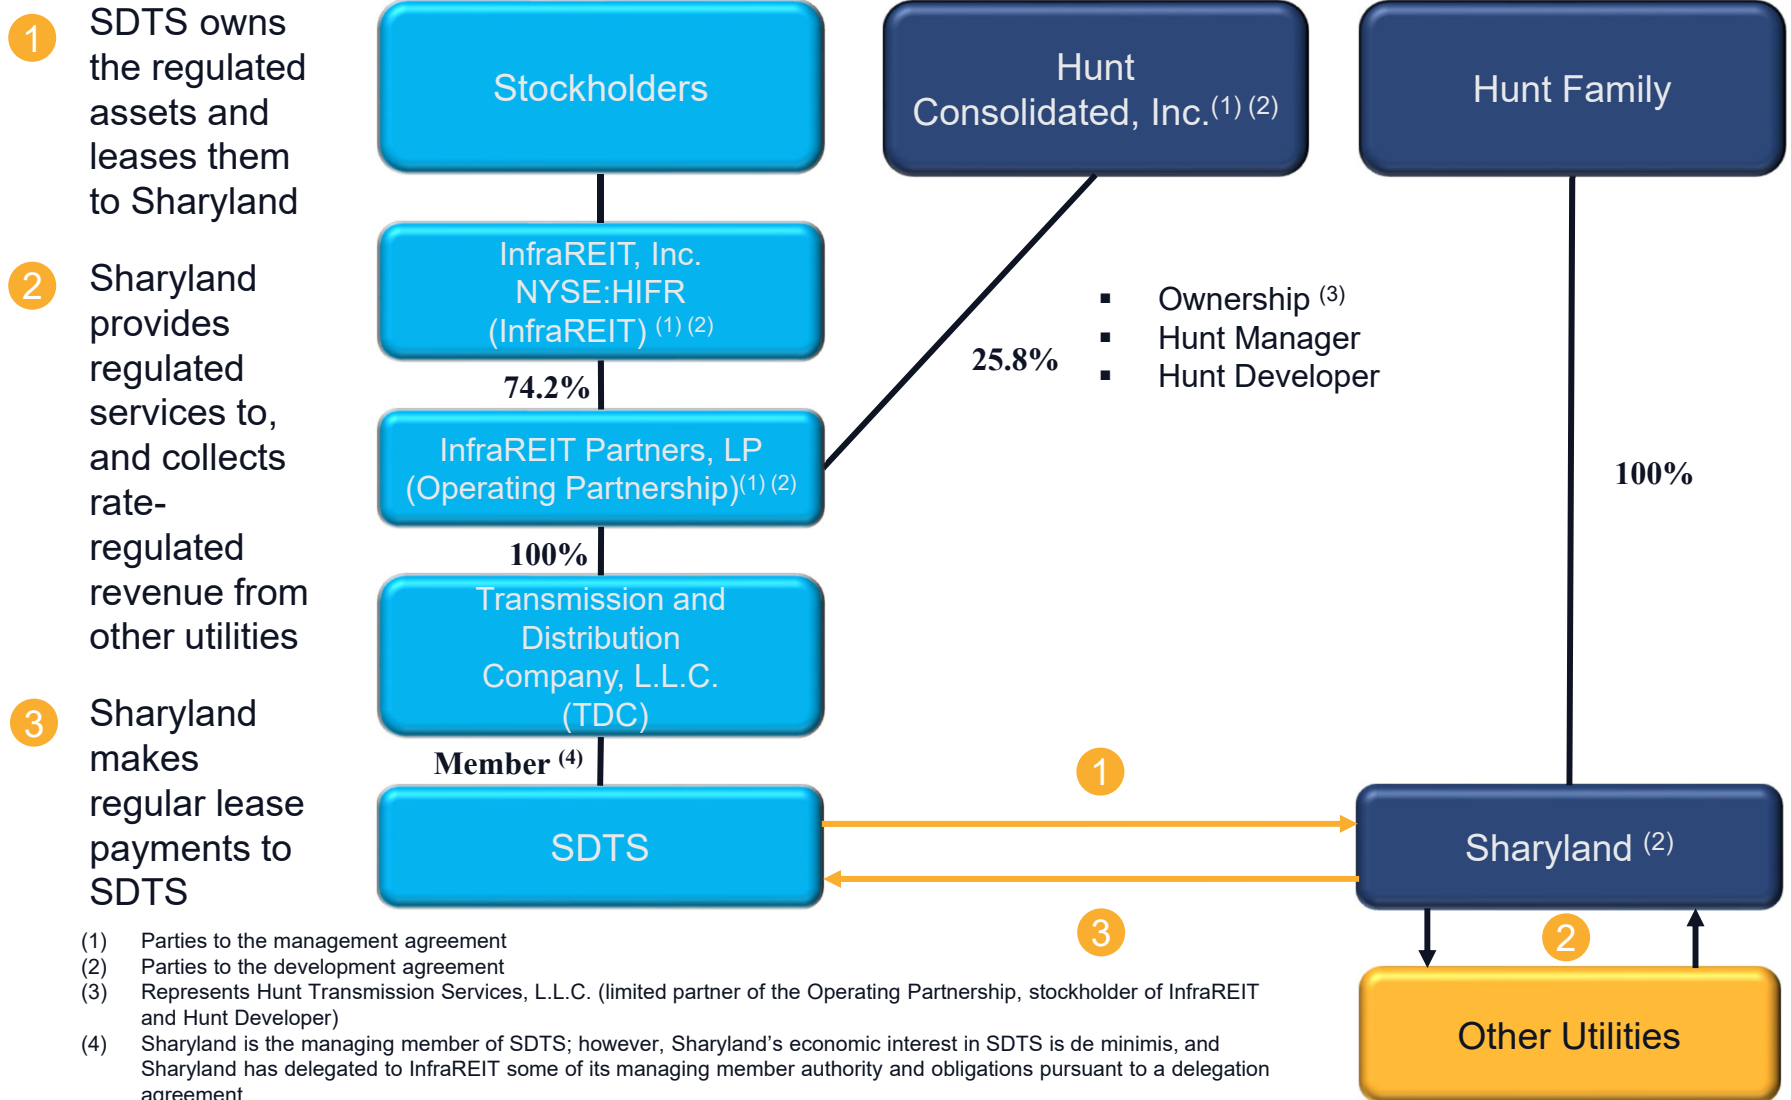 1
SDTS owns
the regulated
assets and
leases them
to Sharyland
2
Sharyland
provides
regulated
services to,
and collects
rate-
regulated
revenue from
other utilities
3
Sharyland
makes
regular lease
payments to
SDTS
Stockholders
Hunt
Consolidated, Inc.(1) (2)
Hunt Family
InfraREIT, Inc.
NYSE:HIFR
(InfraREIT) (1) (2)
▪ Ownership (3)
▪ Hunt Manager
▪ Hunt Developer
25.8%
74.2%
InfraREIT Partners, LP
(Operating Partnership)(1) (2)
100%
100%
Transmission and
Distribution
Company, L.L.C.
(TDC)
Member (4)
1
SDTS
Sharyland (2)
3
2
Other Utilities
(1) Parties to the management agreement
(2) Parties to the development agreement
(3) Represents Hunt Transmission Services, L.L.C. (limited partner of the Operating Partnership, stockholder of InfraREIT
and Hunt Developer)
(4) Sharyland is the managing member of SDTS; however, Sharyland’s economic interest in SDTS is de minimis, and
Sharyland has delegated to InfraREIT some of its managing member authority and obligations pursuant to a delegation
agreement